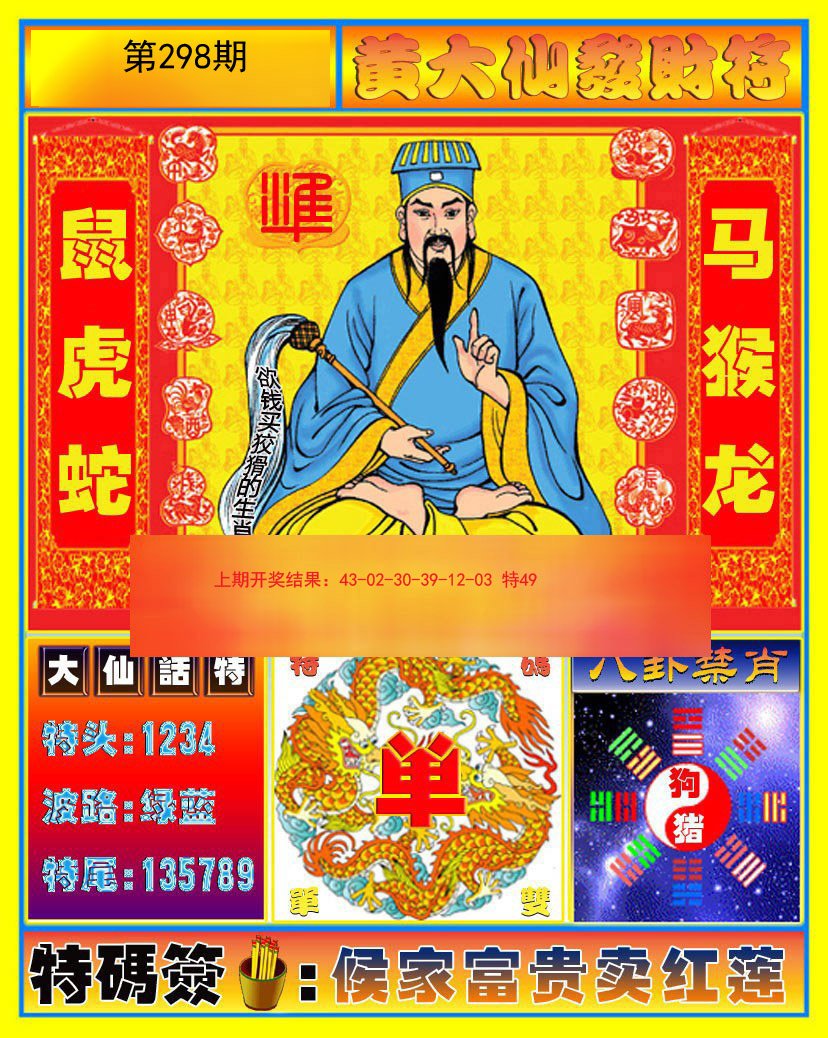 第298期
黄大仙發財符
鼠虎蛇
马猴龙
欲钱买狡猾的生肖
上期开奖结果：43-02-30-39-12-03 特49
大仙話特
特头:1234
波路:绿蓝
特尾:135789
特 碼
单
單 雙
八卦禁肖
狗
猪
特碼簽:侯家富贵卖红莲